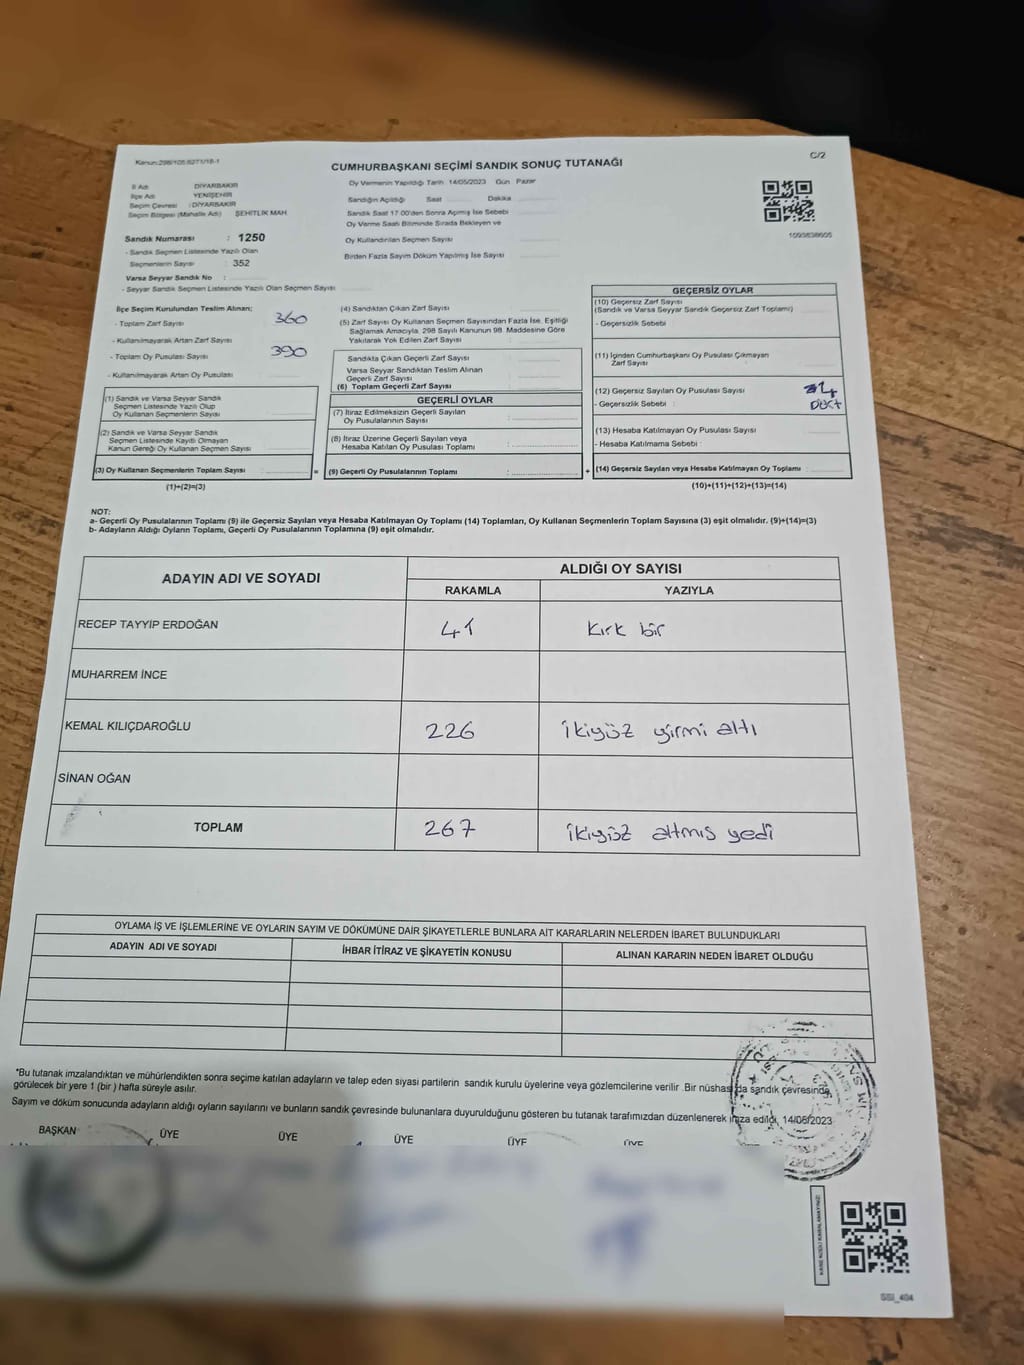 Kanun:298/105;6271/18-1
C/2
CUMHURBAŞKANI SEÇİMİ SANDIK SONUÇ TUTANAĞI
İl Adı : DİYARBAKIR
İlçe Adı : YENİŞEHİR
Seçim Çevresi : DİYARBAKIR
Seçim Bölgesi (Mahalle Adı) : ŞEHİTLİK MAH.
Sandık Numarası : 1250
- Sandık Seçmen Listesinde Yazılı Olan
Seçmenlerin Sayısı : 352
Varsa Seyyar Sandık No :
- Seyyar Sandık Seçmen Listesinde Yazılı Olan Seçmen Sayısı
Oy Vermenin Yapıldığı Tarih 14/05/2023 Gün Pazar
Sandığın Açıldığı Saat Dakika
Sandık Saat 17.00'den Sonra Açmış İse Sebebi
Oy Verme Saati Bitiminde Sırada Bekleyen ve
Oy Kullandırılan Seçmen Sayısı
Birden Fazla Sayım Döküm Yapılmış İse Sayısı
İlçe Seçim Kurulundan Teslim Alınan;
- Toplam Zarf Sayısı 360
- Kullanılmayarak Artan Zarf Sayısı
- Toplam Oy Pusulası Sayısı 390
- Kullanılmayarak Artan Oy Pusulası
(1) Sandık ve Varsa Seyyar Sandık
Seçmen Listesinde Yazılı Olup
Oy Kullanan Seçmenlerin Sayısı
(2) Sandık ve Varsa Seyyar Sandık
Seçmen Listesinde Kayıtlı Olmayan
Kanun Gereği Oy Kullanan Seçmen Sayısı
(3) Oy Kullanan Seçmenlerin Toplam Sayısı :
(1)+(2)=(3)
(4) Sandıktan Çıkan Zarf Sayısı
(5) Zarf Sayısı Oy Kullanan Seçmen Sayısından Fazla İse, Eşitliği
Sağlamak Amacıyla, 298 Sayılı Kanunun 98. Maddesine Göre
Yakılarak Yok Edilen Zarf Sayısı
Sandıkta Çıkan Geçerli Zarf Sayısı
Varsa Seyyar Sandıktan Teslim Alınan
Geçerli Zarf Sayısı
(6) Toplam Geçerli Zarf Sayısı
GEÇERLİ OYLAR
(7) İtiraz Edilmeksizin Geçerli Sayılan
Oy Pusulasının Sayısı
(8) İtiraz Üzerine Geçerli Sayılan veya
Hesaba Katılan Oy Pusulası Toplamı
= (9) Geçerli Oy Pusulalarının Toplamı :
GEÇERSİZ OYLAR
(10) Geçersiz Zarf Sayısı
(Sandık ve Varsa Seyyar Sandık Geçersiz Zarf Toplamı)
- Geçersizlik Sebebi
(11) İçinden Cumhurbaşkanı Oy Pusulası Çıkmayan
Zarf Sayısı
(12) Geçersiz Sayılan Oy Pusulası Sayısı
- Geçersizlik Sebebi :
(13) Hesaba Katılmayan Oy Pusulası Sayısı
- Hesaba Katılmama Sebebi :
+ (14) Geçersiz Sayılan veya Hesaba Katılmayan Oy Toplamı :
(10)+(11)+(12)+(13)=(14)
NOT:
a- Geçerli Oy Pusulalarının Toplamı (9) ile Geçersiz Sayılan veya Hesaba Katılmayan Oy Toplamı (14) Toplamları, Oy Kullanan Seçmenlerin Toplam Sayısına (3) eşit olmalıdır. (9)+(14)=(3)
b- Adayların Aldığı Oyların Toplamı, Geçerli Oy Pusulalarının Toplamına (9) eşit olmalıdır.
ADAYIN ADI VE SOYADI
ALDIĞI OY SAYISI
RAKAMLA YAZIYLA
RECEP TAYYİP ERDOĞAN 41 Kırk bir
MUHARREM İNCE
KEMAL KILIÇDAROĞLU 226 ikiyüz yirmi altı
SİNAN OĞAN
TOPLAM 267 ikiyüz altmış yedi
OYLAMA İŞ VE İŞLEMLERİNE VE OYLARIN SAYIM VE DÖKÜMÜNE DAİR ŞİKAYETLERLE BUNLARA AİT KARARLARIN NELERDEN İBARET BULUNDUKLARI
ADAYIN ADI VE SOYADI İHBAR İTİRAZ VE ŞİKAYETİN KONUSU ALINAN KARARIN NEDEN İBARET OLDUĞU
*Bu tutanak imzalandıktan ve mühürlendikten sonra seçime katılan adayların ve talep eden siyasi partilerin sandık kurulu üyelerine veya gözlemcilerine verilir .Bir nüshası da sandık çevresinde
görülecek bir yere 1 (bir ) hafta süreyle asılır.
Sayım ve döküm sonucunda adayların aldığı oyların sayılarını ve bunların sandık çevresinde bulunanlara duyurulduğunu gösteren bu tutanak tarafımızdan düzenlenerek imza edildi. 14/05/2023
BAŞKAN ÜYE ÜYE ÜYE ÜYE ÜYE
SSI_404